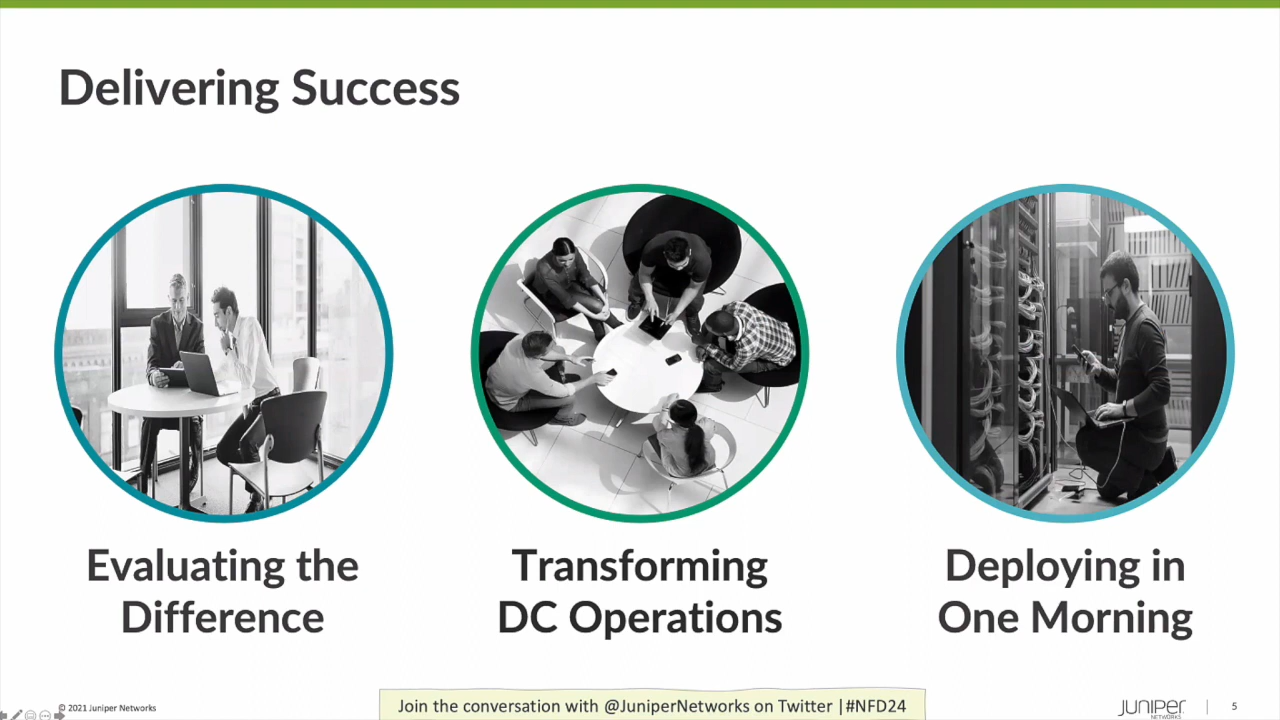 Delivering Success
Evaluating the
Difference
Transforming
DC Operations
Deploying in
One Morning
© 2021 Juniper Networks
Join the conversation with @JuniperNetworks on Twitter |#NFD24
JUNIPER
NETWORKS
5